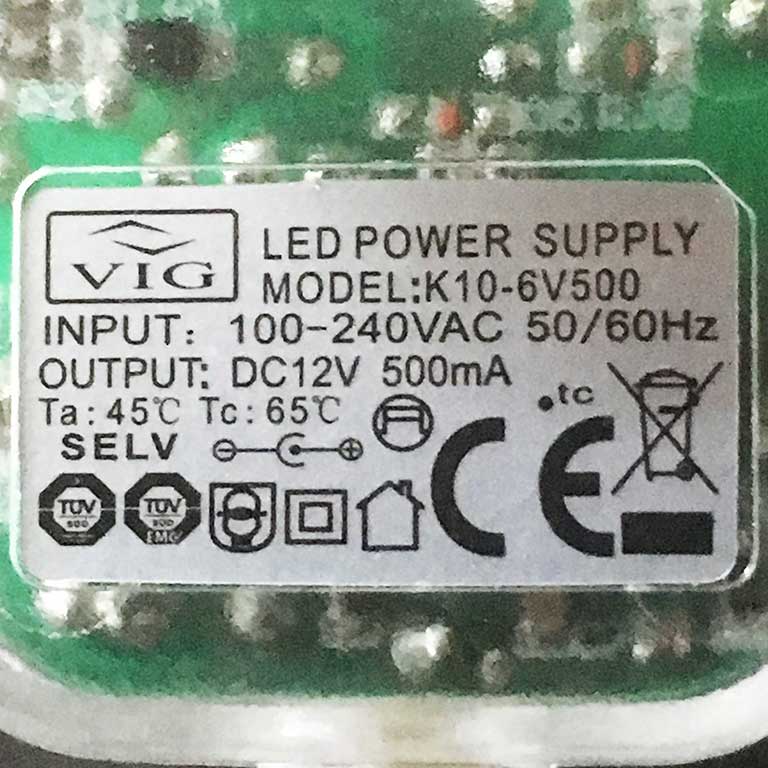 VIG
LED POWER SUPPLY
MODEL:K10-6V500
INPUT: 100-240VAC 50/60Hz
OUTPUT: DC12V 500mA
Ta: 45℃ Tc: 65℃
.tc
SELV
TÜV
SÜD
TÜV
SÜD
EMC
CE